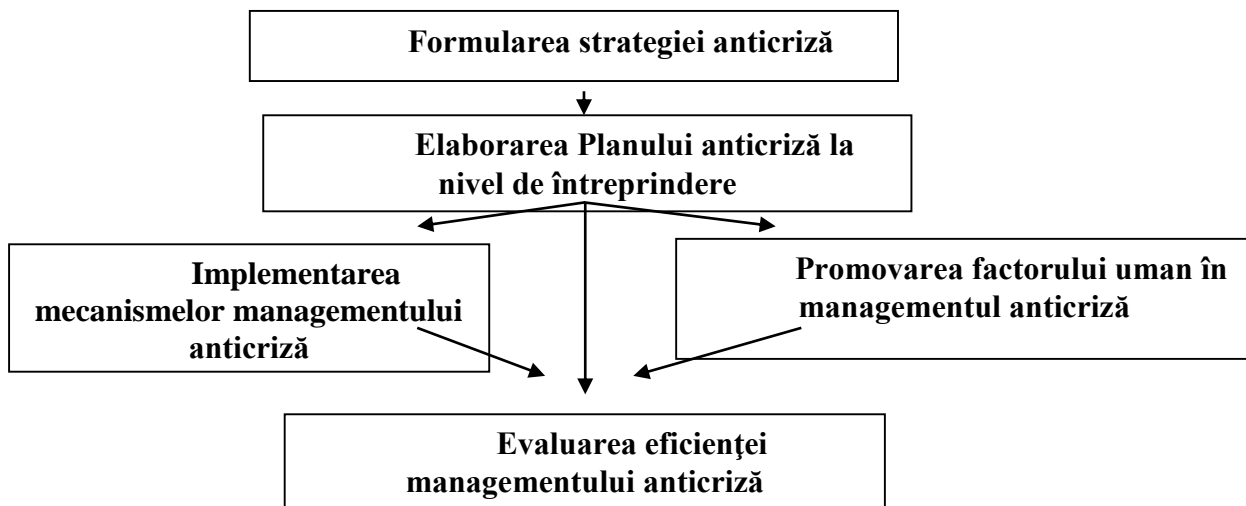 Formularea strategiei anticriză
Elaborarea Planului anticriză la
nivel de întreprindere
Implementarea
mecanismelor managementului
anticriză
Promovarea factorului uman în
managementul anticriză
Evaluarea eficienţei
managementului anticriză